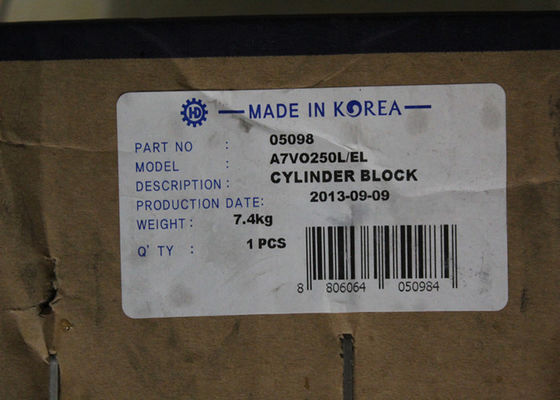 HD — MADE IN KOREA —
PART NO : 05098
MODEL : A7VO250L/EL
DESCRIPTION : CYLINDER BLOCK
PRODUCTION DATE: 2013-09-09
WEIGHT: 7.4kg
Q' TY : 1 PCS
8 806064 050984